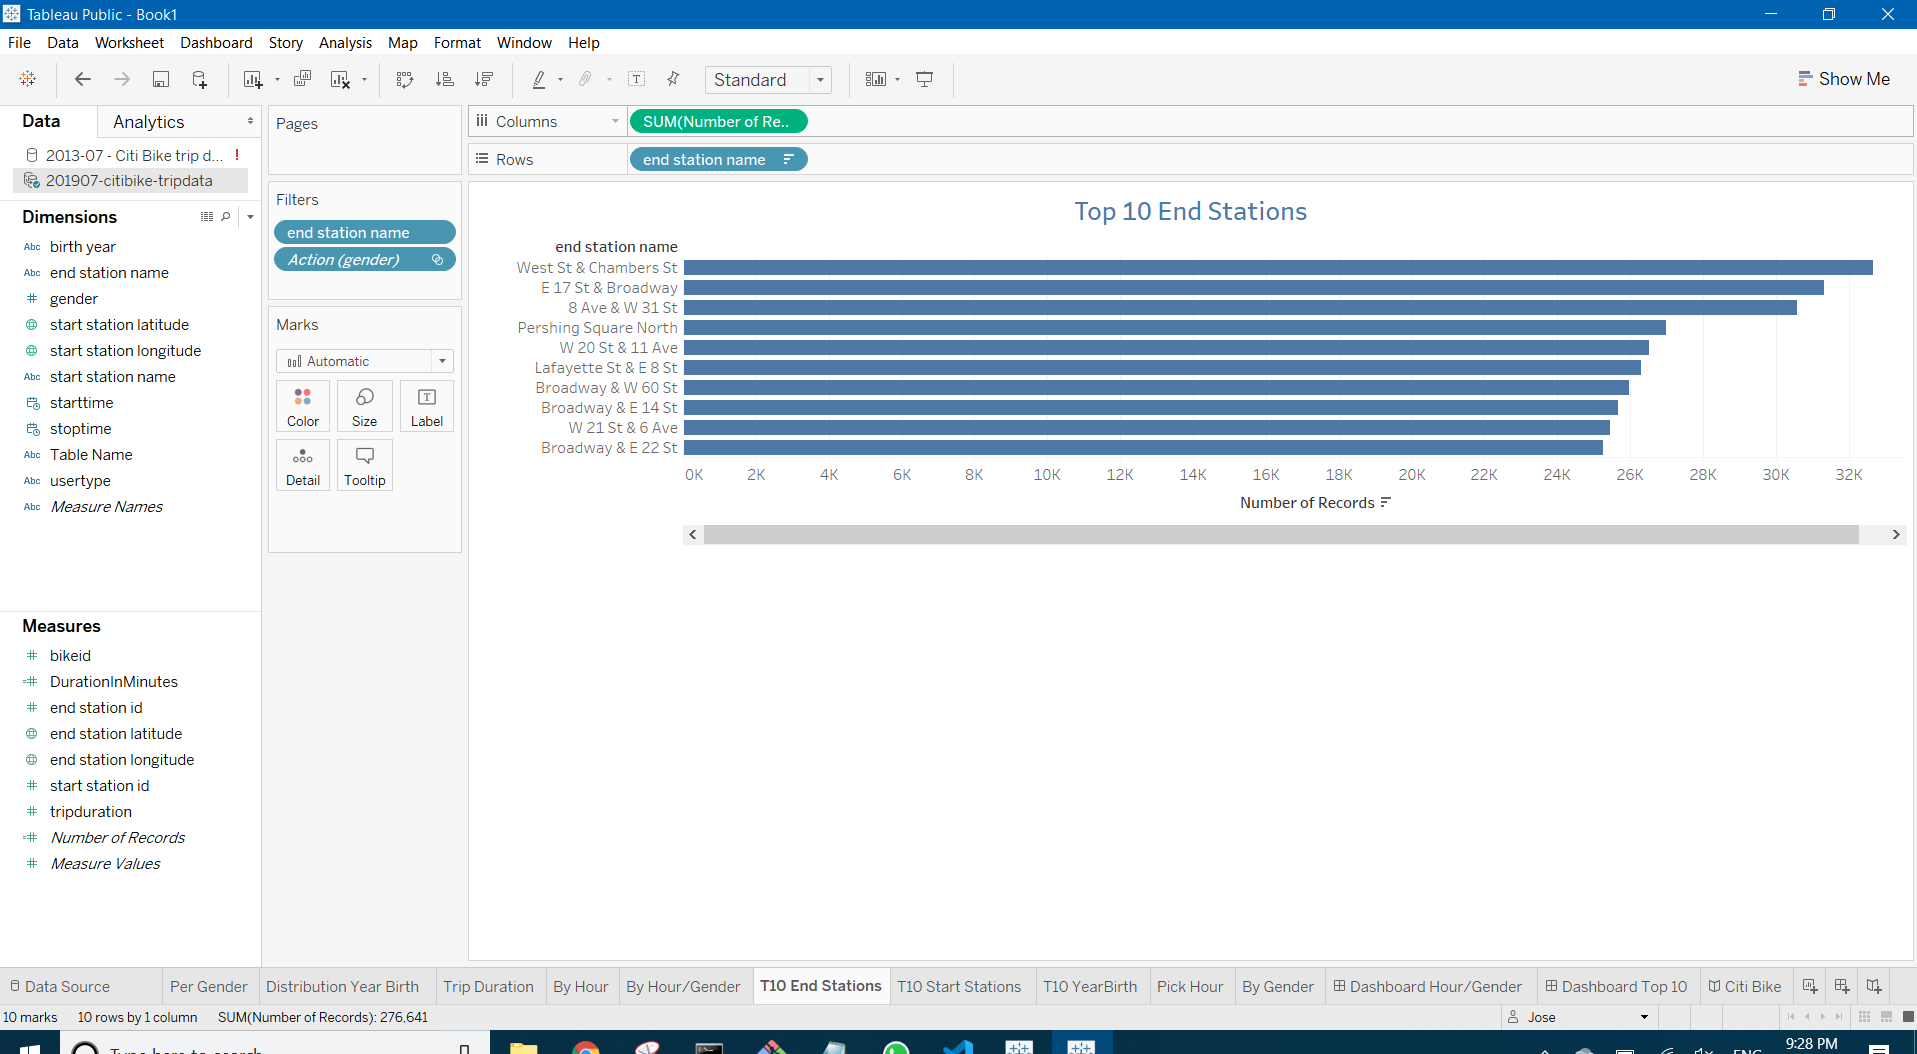 Tableau Public - Book1
File Data Worksheet Dashboard Story Analysis Map Format Window Help
Standard
Show Me
Data Analytics
2013-07 - Citi Bike trip d... !
201907-citibike-tripdata
Dimensions
Abc birth year
Abc end station name
# gender
start station latitude
start station longitude
Abc start station name
starttime
stoptime
Abc Table Name
Abc usertype
Abc Measure Names
Measures
# bikeid
=# DurationInMinutes
# end station id
end station latitude
end station longitude
# start station id
# tripduration
=# Number of Records
# Measure Values
Pages
Filters
end station name
Action (gender)
Marks
Automatic
Color Size Label
Detail Tooltip
Columns SUM(Number of Re..
Rows end station name
Top 10 End Stations
end station name
West St & Chambers St
E 17 St & Broadway
8 Ave & W 31 St
Pershing Square North
W 20 St & 11 Ave
Lafayette St & E 8 St
Broadway & W 60 St
Broadway & E 14 St
W 21 St & 6 Ave
Broadway & E 22 St
0K 2K 4K 6K 8K 10K 12K 14K 16K 18K 20K 22K 24K 26K 28K 30K 32K
Number of Records
Data Source Per Gender Distribution Year Birth Trip Duration By Hour By Hour/Gender T10 End Stations T10 Start Stations T10 YearBirth Pick Hour By Gender Dashboard Hour/Gender Dashboard Top 10 Citi Bike
10 marks 10 rows by 1 column SUM(Number of Records): 276,641 Jose
Type here to search
ENG
9:28 PM